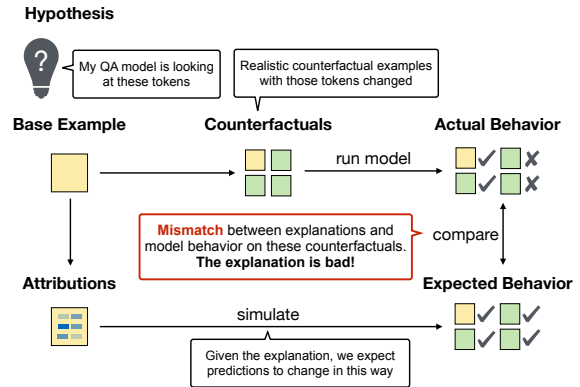 Hypothesis
?
My QA model is looking
at these tokens
Realistic counterfactual examples
with those tokens changed
Base Example
Counterfactuals
Actual Behavior
run model
Mismatch between explanations and
model behavior on these counterfactuals.
The explanation is bad!
compare
Attributions
Expected Behavior
simulate
Given the explanation, we expect
predictions to change in this way